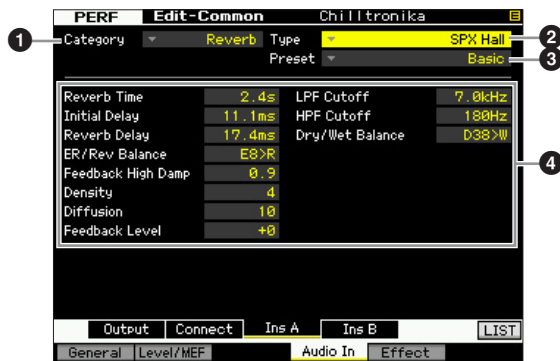 PERF Edit-Common Chilltronika E
1 Category Reverb Type SPX Hall 2
Preset Basic 3
Reverb Time 2.4s LPF Cutoff 7.0kHz
Initial Delay 11.1ms HPF Cutoff 180Hz
Reverb Delay 17.4ms Dry/Wet Balance D38>W
ER/Rev Balance E8>R 4
Feedback High Damp 0.9
Density 4
Diffusion 10
Feedback Level +0
Output Connect Ins A Ins B LIST
General Level/MEF Audio In Effect